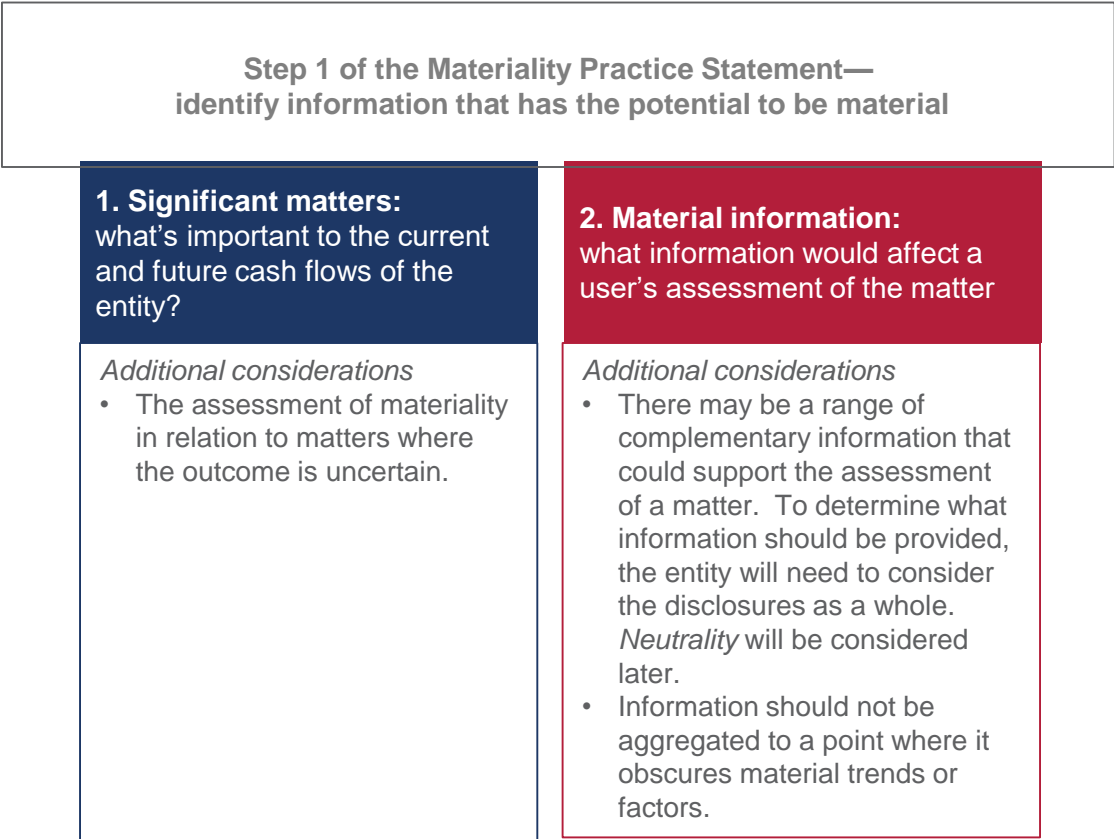 Step 1 of the Materiality Practice Statement—
identify information that has the potential to be material
1. Significant matters:
what’s important to the current
and future cash flows of the
entity?
Additional considerations
• The assessment of materiality
in relation to matters where
the outcome is uncertain.
2. Material information:
what information would affect a
user’s assessment of the matter
Additional considerations
• There may be a range of
complementary information that
could support the assessment
of a matter.  To determine what
information should be provided,
the entity will need to consider
the disclosures as a whole.
Neutrality will be considered
later.
• Information should not be
aggregated to a point where it
obscures material trends or
factors.